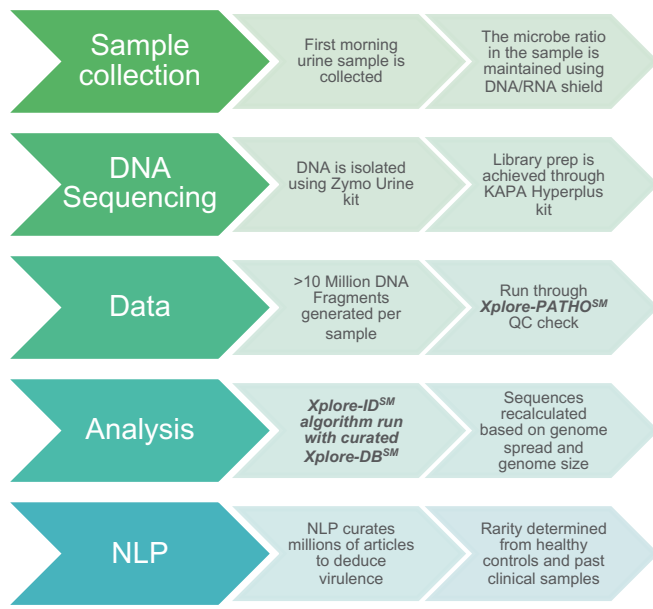 Sample
collection
First morning
urine sample is
collected
The microbe ratio
in the sample is
maintained using
DNA/RNA shield
DNA
Sequencing
DNA is isolated
using Zymo Urine
kit
Library prep is
achieved through
KAPA Hyperplus
kit
Data
>10 Million DNA
Fragments
generated per
sample
Run through
Xplore-PATHO℠
QC check
Analysis
Xplore-ID℠
algorithm run
with curated
Xplore-DB℠
Sequences
recalculated
based on genome
spread and
genome size
NLP
NLP curates
millions of articles
to deduce
virulence
Rarity determined
from healthy
controls and past
clinical samples